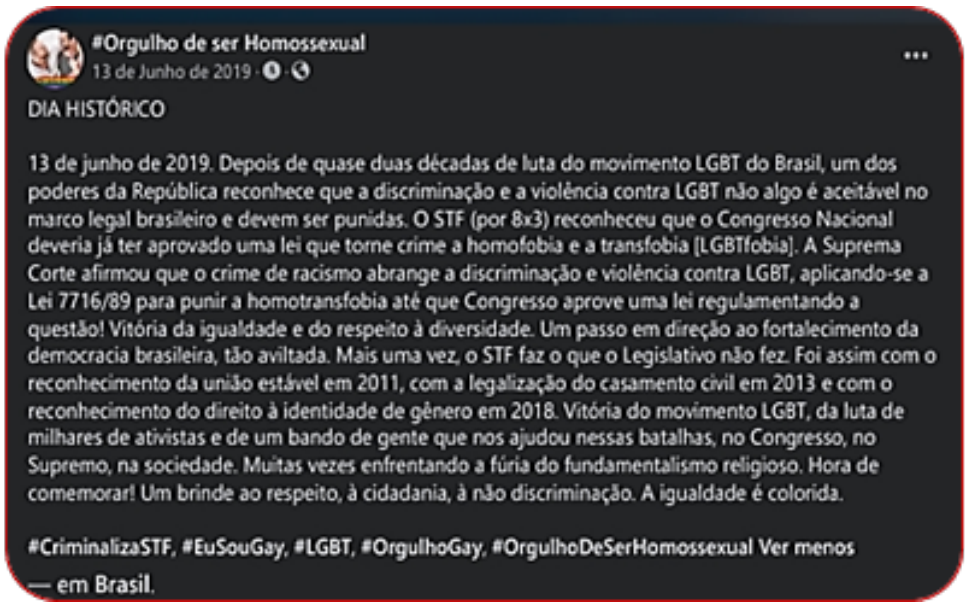 #Orgulho de ser Homossexual
13 de Junho de 2019 ·
DIA HISTÓRICO
13 de junho de 2019. Depois de quase duas décadas de luta do movimento LGBT do Brasil, um dos
poderes da República reconhece que a discriminação e a violência contra LGBT não algo é aceitável no
marco legal brasileiro e devem ser punidas. O STF (por 8x3) reconheceu que o Congresso Nacional
deveria já ter aprovado uma lei que torne crime a homofobia e a transfobia [LGBTfobia]. A Suprema
Corte afirmou que o crime de racismo abrange a discriminação e violência contra LGBT, aplicando-se a
Lei 7716/89 para punir a homotransfobia até que Congresso aprove uma lei regulamentando a
questão! Vitória da igualdade e do respeito à diversidade. Um passo em direção ao fortalecimento da
democracia brasileira, tão aviltada. Mais uma vez, o STF faz o que o Legislativo não fez. Foi assim com o
reconhecimento da união estável em 2011, com a legalização do casamento civil em 2013 e com o
reconhecimento do direito à identidade de gênero em 2018. Vitória do movimento LGBT, da luta de
milhares de ativistas e de um bando de gente que nos ajudou nessas batalhas, no Congresso, no
Supremo, na sociedade. Muitas vezes enfrentando a fúria do fundamentalismo religioso. Hora de
comemorar! Um brinde ao respeito, à cidadania, à não discriminação. A igualdade é colorida.
#CriminalizaSTF, #EuSouGay, #LGBT, #OrgulhoGay, #OrgulhoDeSerHomossexual Ver menos
— em Brasil.